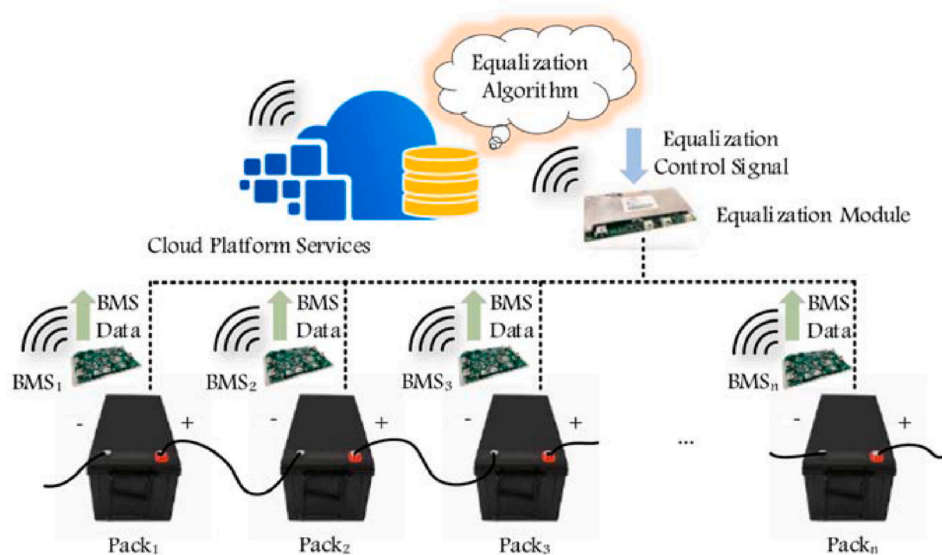 Equalization
Algorithm
Equalization
Control Signal
Equalization Module
Cloud Platform Services
BMS
Data
BMS₁
BMS
Data
BMS₂
BMS
Data
BMS₃
BMS
Data
BMSₙ
- +
- +
- +
...
- +
Pack₁
Pack₂
Pack₃
Packₙ